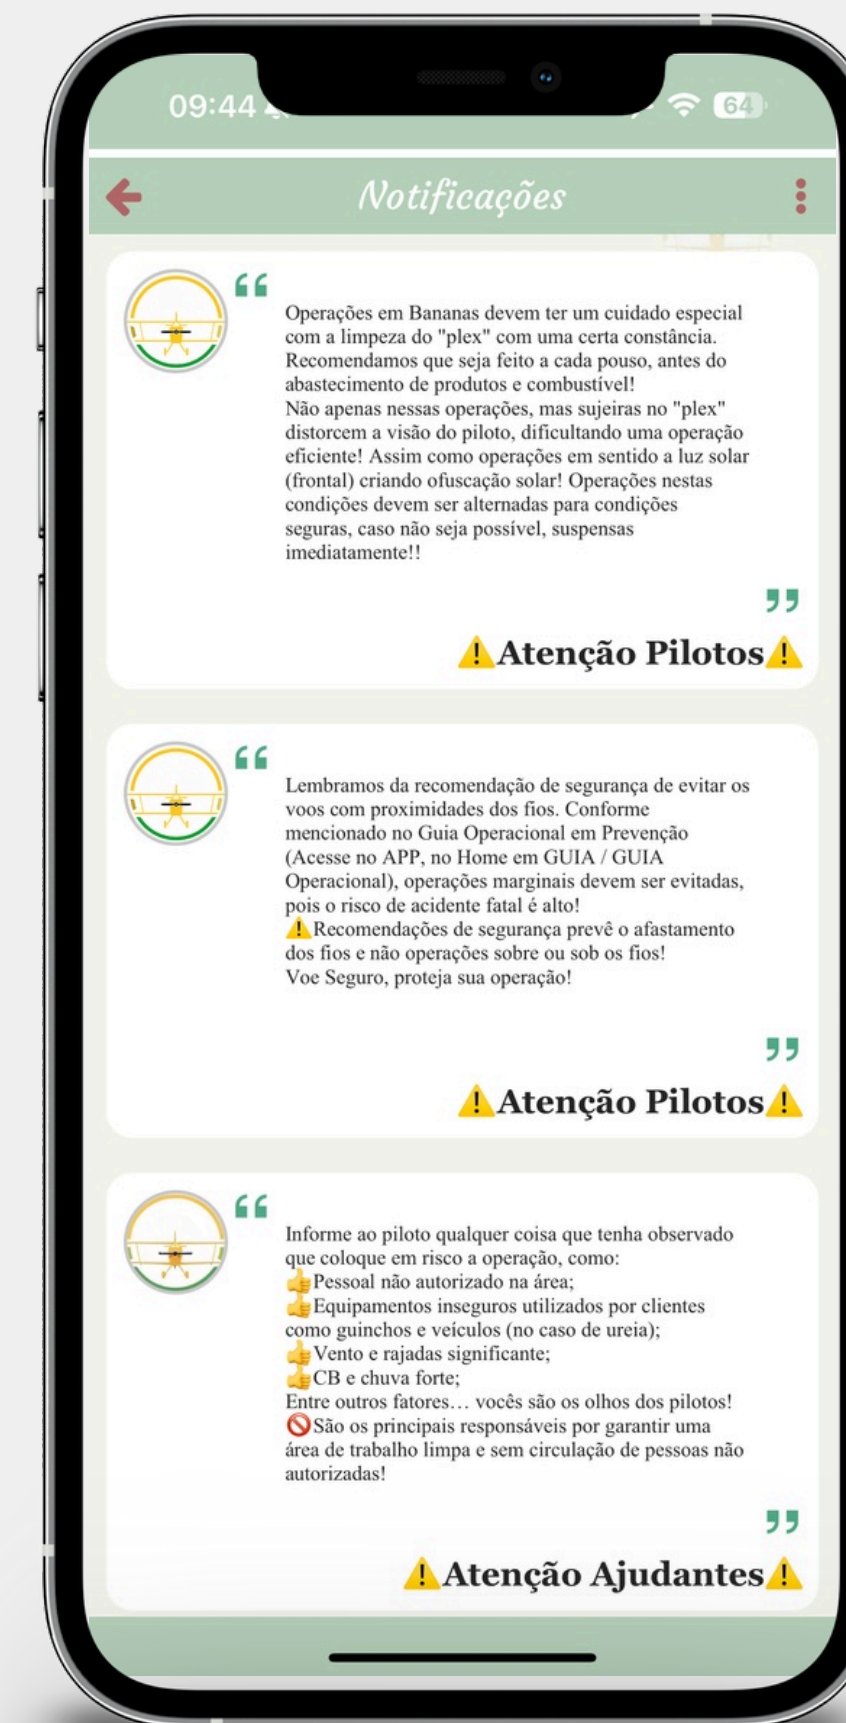 09:44
64
Notificações
Operações em Bananas devem ter um cuidado especial
com a limpeza do "plex" com uma certa constância.
Recomendamos que seja feito a cada pouso, antes do
abastecimento de produtos e combustível!
Não apenas nessas operações, mas sujeiras no "plex"
distorcem a visão do piloto, dificultando uma operação
eficiente! Assim como operações em sentido a luz solar
(frontal) criando ofuscação solar! Operações nestas
condições devem ser alternadas para condições
seguras, caso não seja possível, suspensas
imediatamente!!
⚠️Atenção Pilotos⚠️
Lembramos da recomendação de segurança de evitar os
voos com proximidades dos fios. Conforme
mencionado no Guia Operacional em Prevenção
(Acesse no APP, no Home em GUIA / GUIA
Operacional), operações marginais devem ser evitadas,
pois o risco de acidente fatal é alto!
⚠️Recomendações de segurança prevê o afastamento
dos fios e não operações sobre ou sob os fios!
Voe Seguro, proteja sua operação!
⚠️Atenção Pilotos⚠️
Informe ao piloto qualquer coisa que tenha observado
que coloque em risco a operação, como:
👍Pessoal não autorizado na área;
👍Equipamentos inseguros utilizados por clientes
como guinchos e veículos (no caso de ureia);
👍Vento e rajadas significante;
👍CB e chuva forte;
Entre outros fatores… vocês são os olhos dos pilotos!
🚫São os principais responsáveis por garantir uma
área de trabalho limpa e sem circulação de pessoas não
autorizadas!
⚠️Atenção Ajudantes⚠️